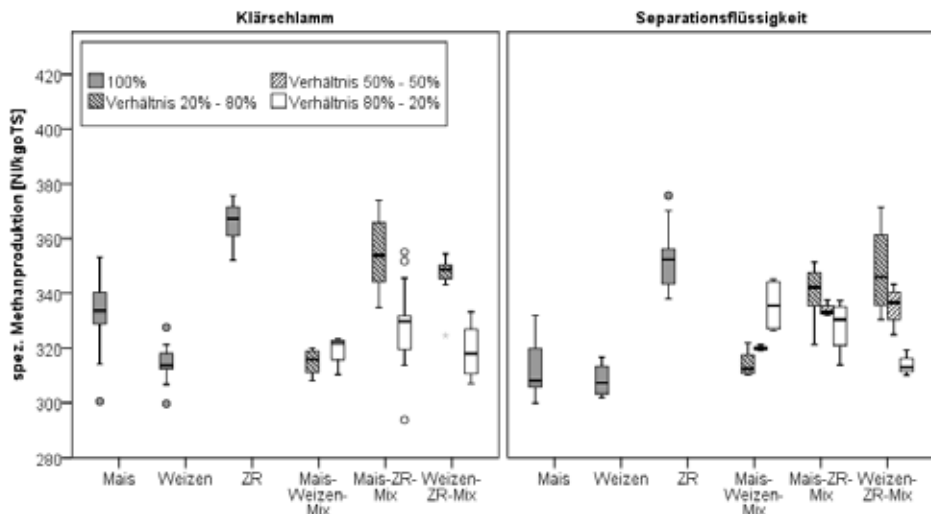 Klärschlamm
Separationsflüssigkeit
spez. Methanproduktion [Nl/kgoTS]
100%
Verhältnis 20% - 80%
Verhältnis 50% - 50%
Verhältnis 80% - 20%
420
400
380
360
340
320
300
280
Mais
Weizen
ZR
Mais-
Weizen-
Mix
Mais-ZR-
Mix
Weizen-
ZR-Mix
Mais
Weizen
ZR
Mais-
Weizen-
Mix
Mais-ZR-
Mix
Weizen-
ZR-Mix